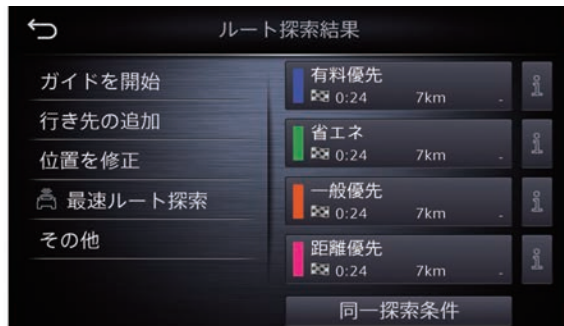 ルート探索結果
ガイドを開始
行き先の追加
位置を修正
最速ルート探索
その他
有料優先
0:24 7km -
省エネ
0:24 7km -
一般優先
0:24 7km -
距離優先
0:24 7km -
同一探索条件